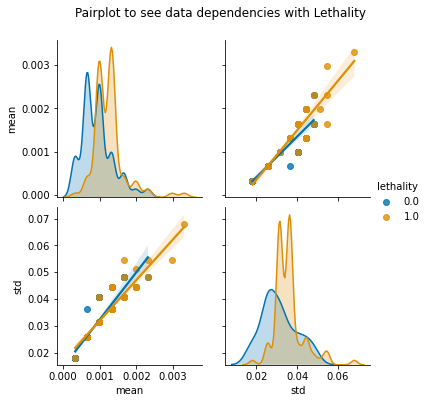 Pairplot to see data dependencies with Lethality
0.003
0.002
0.001
0.000
mean
lethality
0.0
1.0
0.07
0.06
0.05
0.04
0.03
0.02
std
0.000 0.001 0.002 0.003
mean
0.02 0.04 0.06
std